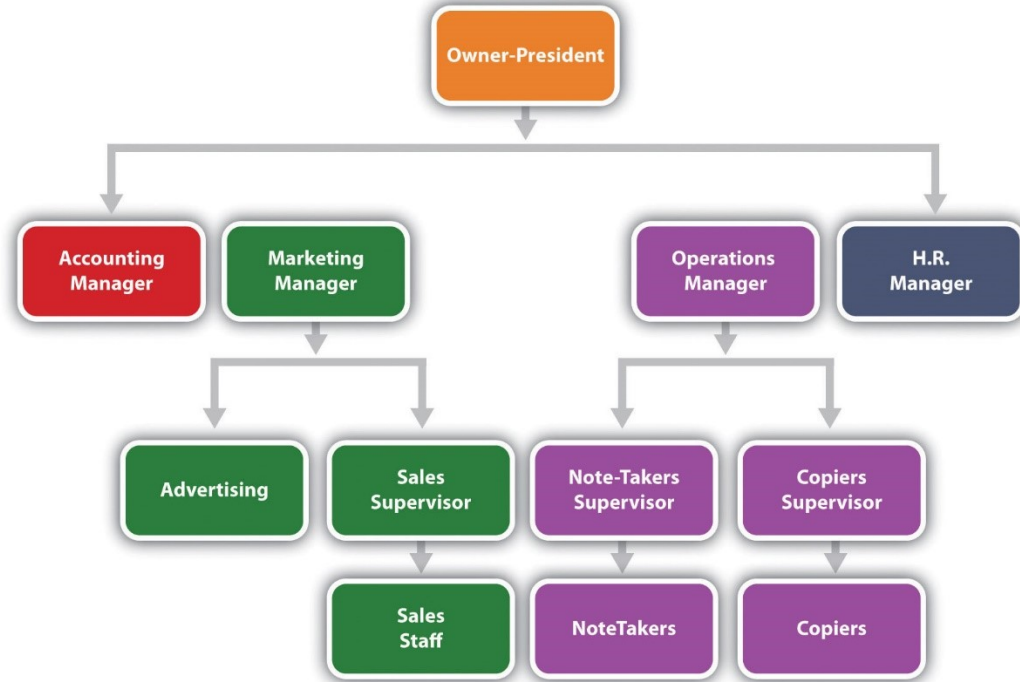 Owner-President
Accounting
Manager
Marketing
Manager
Operations
Manager
H.R.
Manager
Advertising
Sales
Supervisor
Note-Takers
Supervisor
Copiers
Supervisor
Sales
Staff
NoteTakers
Copiers